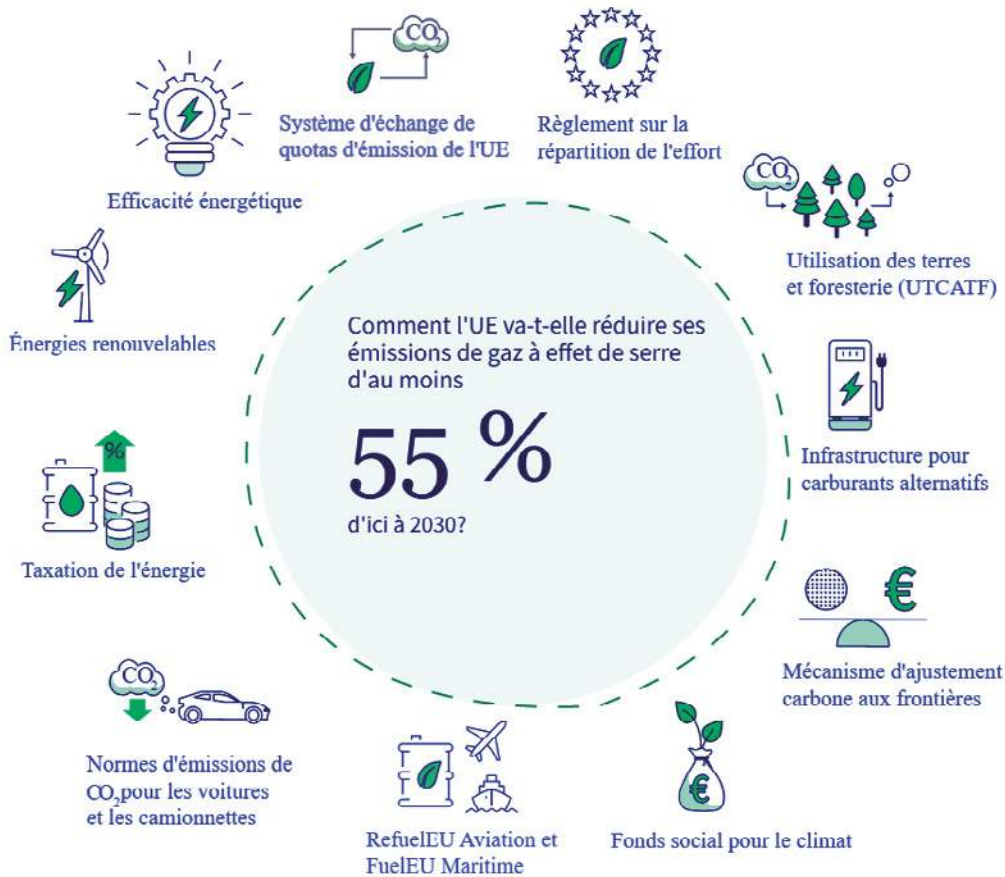 Comment l'UE va-t-elle réduire ses
émissions de gaz à effet de serre
d'au moins
55 %
d'ici à 2030?
CO2
Système d'échange de
quotas d'émission de l'UE
Règlement sur la
répartition de l'effort
CO2
Utilisation des terres
et foresterie (UTCATF)
Infrastructure pour
carburants alternatifs
€
Mécanisme d'ajustement
carbone aux frontières
€
Fonds social pour le climat
RefuelEU Aviation et
FuelEU Maritime
CO2
Normes d'émissions de
CO2pour les voitures
et les camionnettes
%
Taxation de l'énergie
Énergies renouvelables
Efficacité énergétique